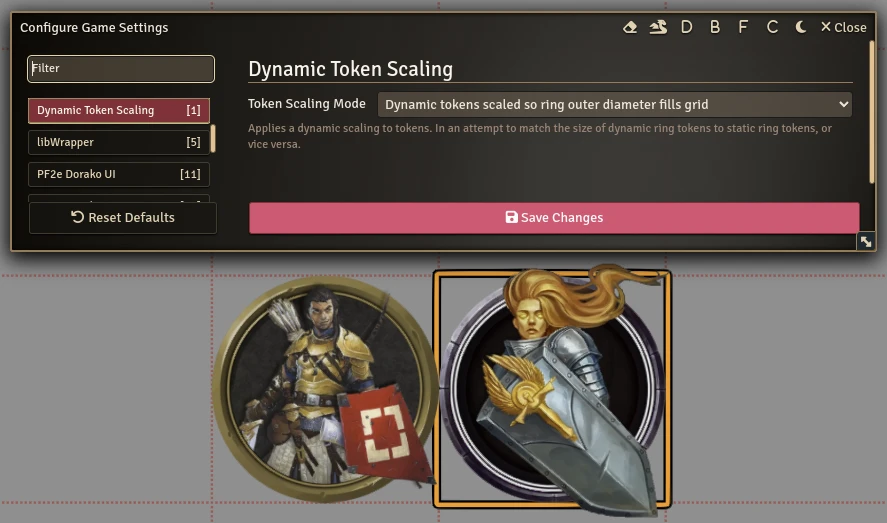 Configure Game Settings
D B F C Close
Filter
Dynamic Token Scaling [1]
libWrapper [5]
PF2e Dorako UI [11]
Reset Defaults
Dynamic Token Scaling
Token Scaling Mode Dynamic tokens scaled so ring outer diameter fills grid
Applies a dynamic scaling to tokens. In an attempt to match the size of dynamic ring tokens to static ring tokens, or
vice versa.
Save Changes